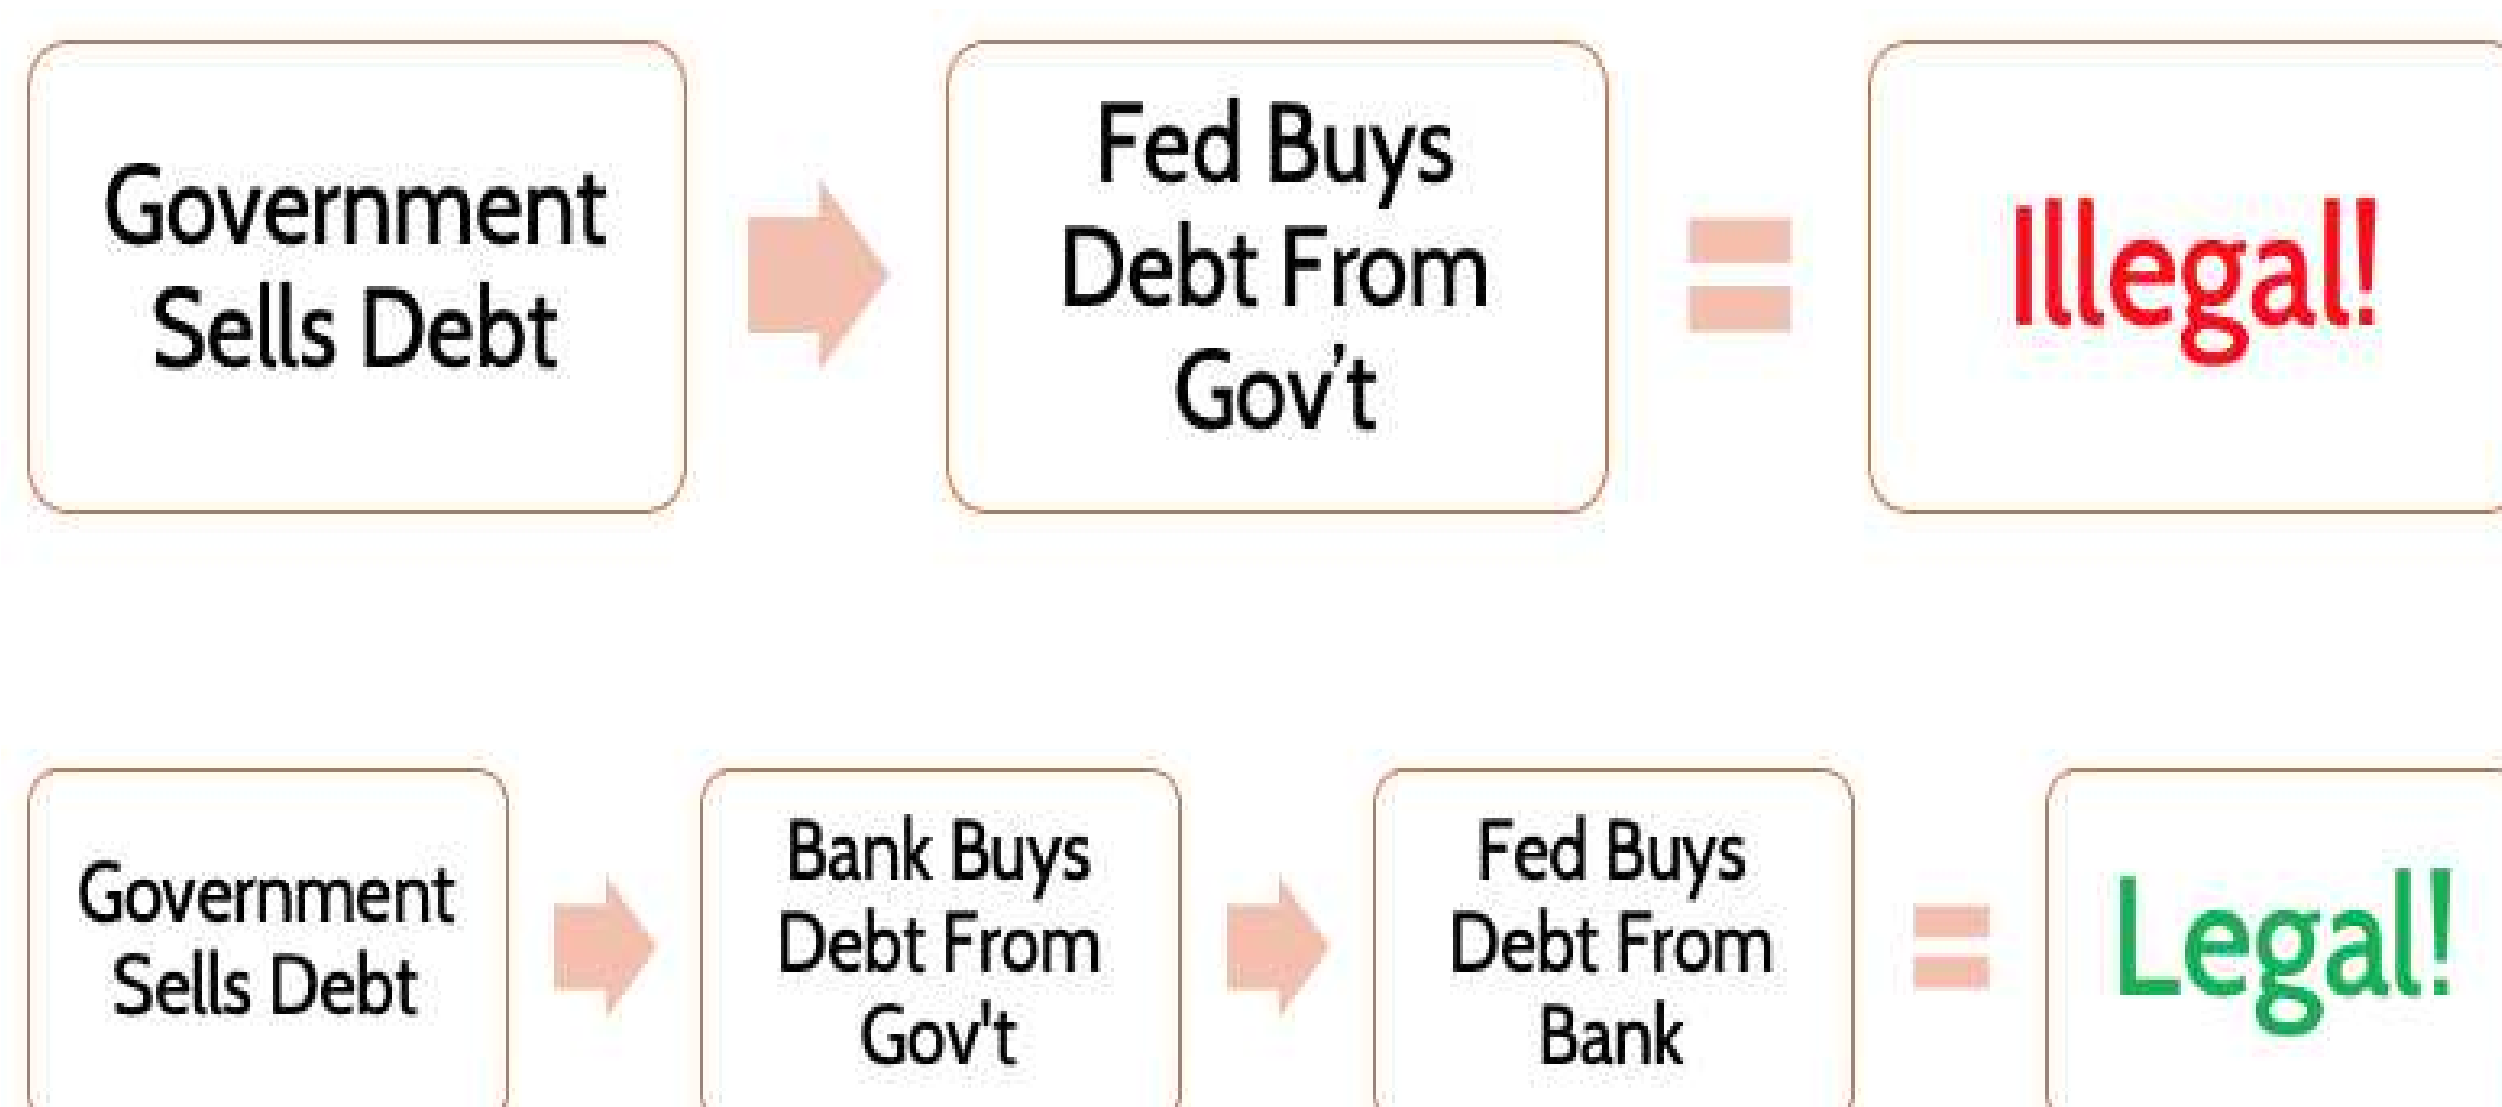 Government
Sells Debt
Fed Buys
Debt From
Gov’t
Illegal!
Government
Sells Debt
Bank Buys
Debt From
Gov't
Fed Buys
Debt From
Bank
Legal!